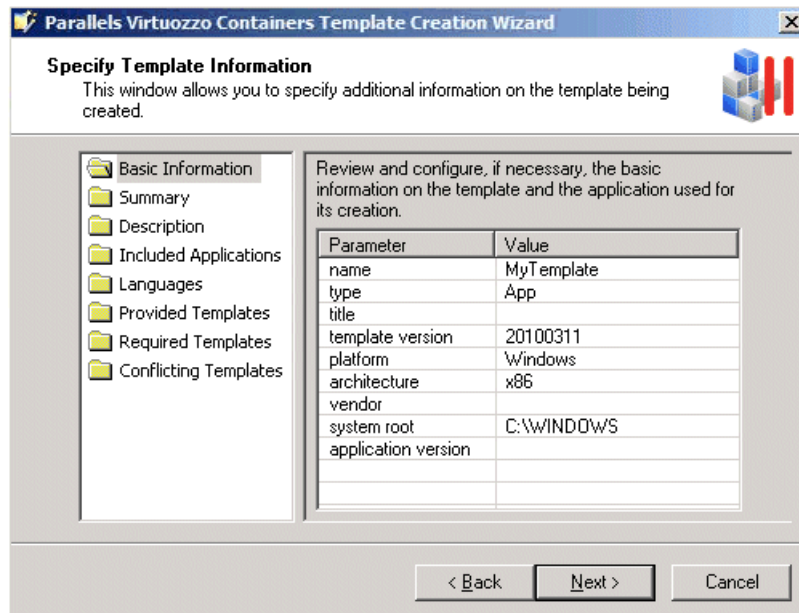 Parallels Virtuozzo Containers Template Creation Wizard
Specify Template Information
This window allows you to specify additional information on the template being
created.
Basic Information
Summary
Description
Included Applications
Languages
Provided Templates
Required Templates
Conflicting Templates
Review and configure, if necessary, the basic
information on the template and the application used for
its creation.
Parameter Value
name MyTemplate
type App
title
template version 20100311
platform Windows
architecture x86
vendor
system root C:\WINDOWS
application version
< Back Next > Cancel